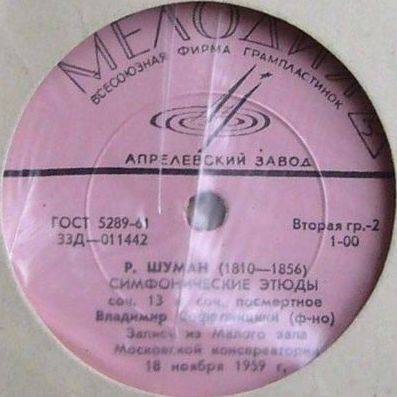 МЕЛОДИЯ
ВСЕСОЮЗНАЯ ФИРМА ГРАМПЛАСТИНОК
АПРЕЛЕВСКИЙ ЗАВОД
ГОСТ 5289-61
33Д—011442
Вторая гр.-2
1-00
Р. ШУМАН (1810—1856)
СИМФОНИЧЕСКИЕ ЭТЮДЫ
соч. 13 и соч. посмертное
Владимир Софроницкий (ф-но)
Запись из Малого зала
Московской консерватории
18 ноября 1959 г.